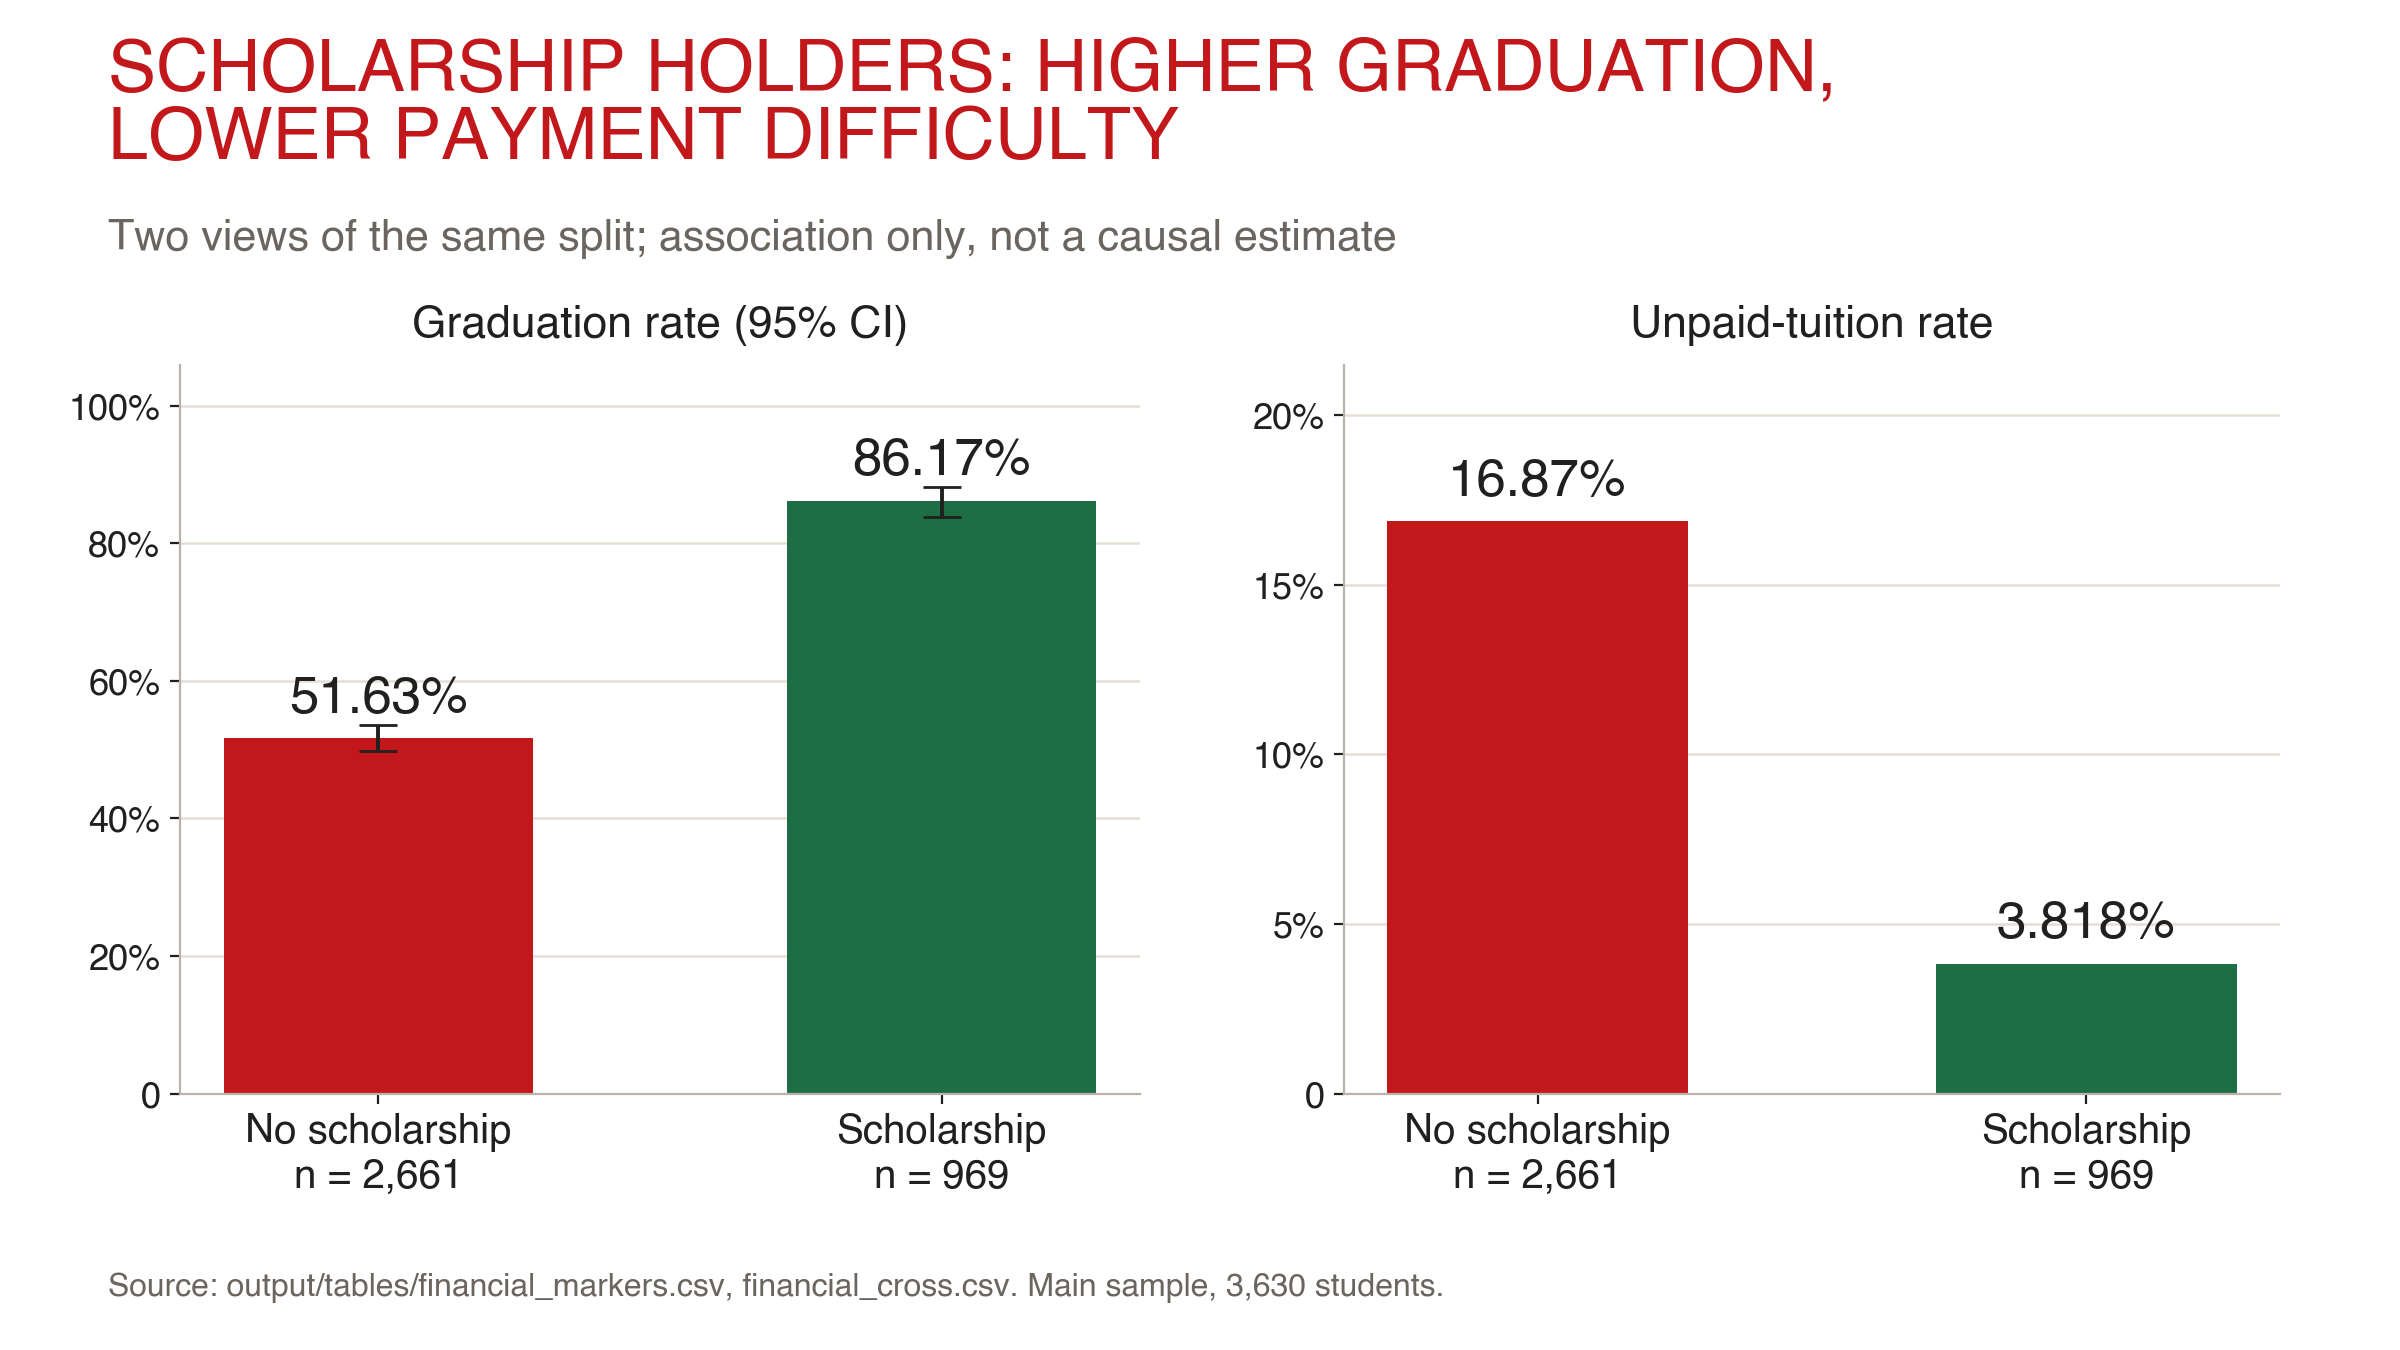 SCHOLARSHIP HOLDERS: HIGHER GRADUATION,
LOWER PAYMENT DIFFICULTY
Two views of the same split; association only, not a causal estimate
Graduation rate (95% CI)
100%
80%
60%
40%
20%
0
51.63%
86.17%
No scholarship
n = 2,661
Scholarship
n = 969
Unpaid-tuition rate
20%
15%
10%
5%
0
16.87%
3.818%
No scholarship
n = 2,661
Scholarship
n = 969
Source: output/tables/financial_markers.csv, financial_cross.csv. Main sample, 3,630 students.